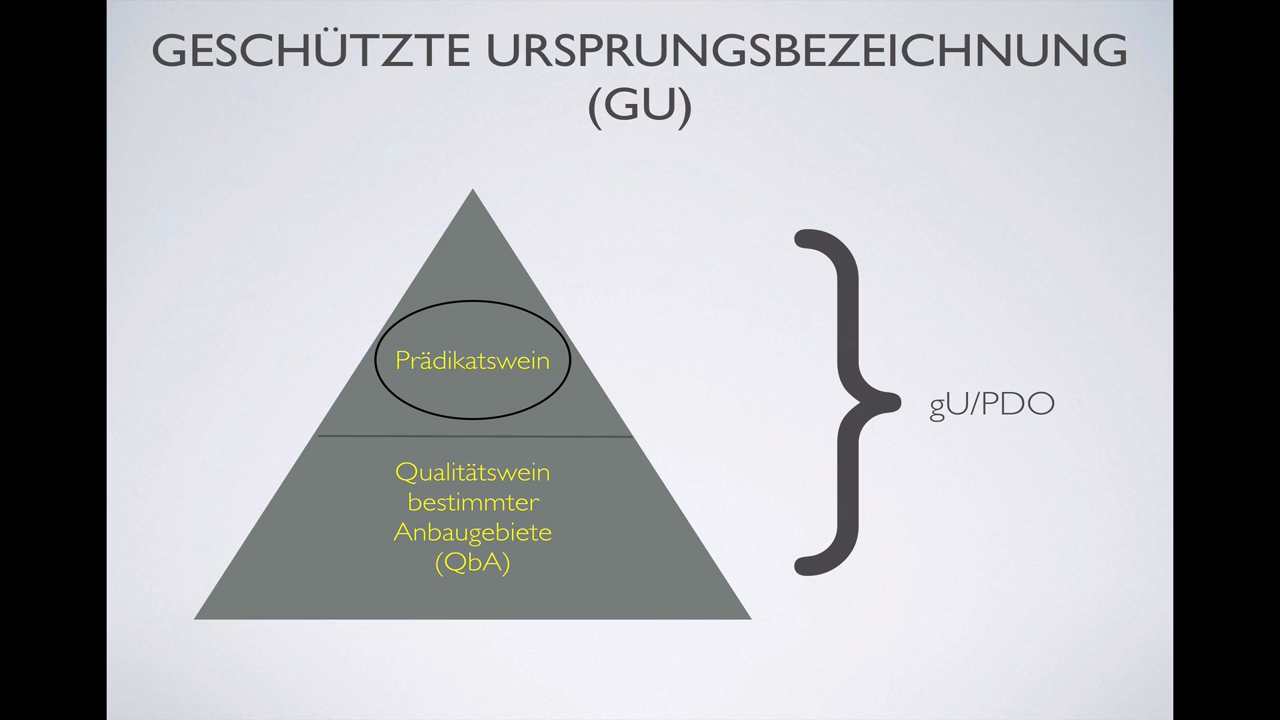 GESCHÜTZTE URSPRUNGSBEZEICHNUNG
(GU)
Prädikatswein
gU/PDO
Qualitätswein
bestimmter
Anbaugebiete
(QbA)